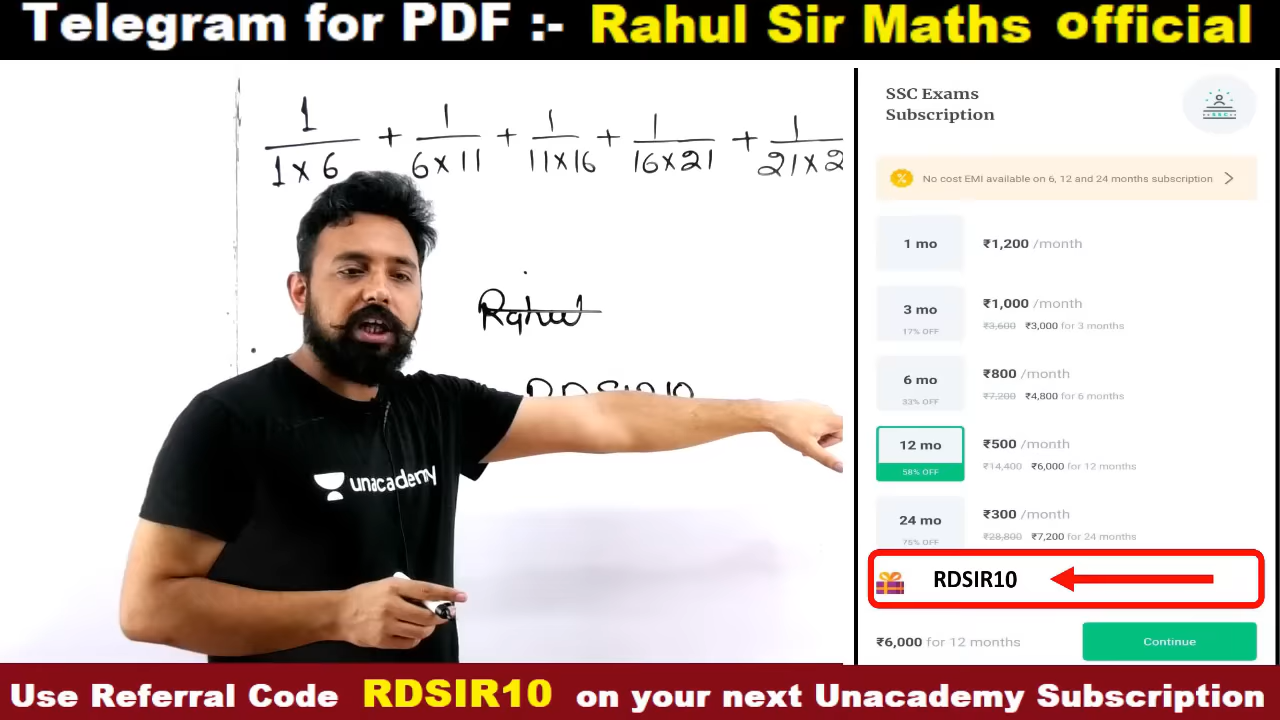 Telegram for PDF :- Rahul Sir Maths official
1/(1×6) + 1/(6×11) + 1/(11×16) + 1/(16×21) + 1/(21×2
Rahul
RDSIR10
unacademy
SSC Exams
Subscription
SSC
No cost EMI available on 6, 12 and 24 months subscription >
1 mo ₹1,200 /month
3 mo ₹1,000 /month
17% OFF ₹3,600 ₹3,000 for 3 months
6 mo ₹800 /month
33% OFF ₹7,200 ₹4,800 for 6 months
12 mo ₹500 /month
58% OFF ₹14,400 ₹6,000 for 12 months
24 mo ₹300 /month
75% OFF ₹28,800 ₹7,200 for 24 months
RDSIR10
₹6,000 for 12 months Continue
Use Referral Code RDSIR10 on your next Unacademy Subscription